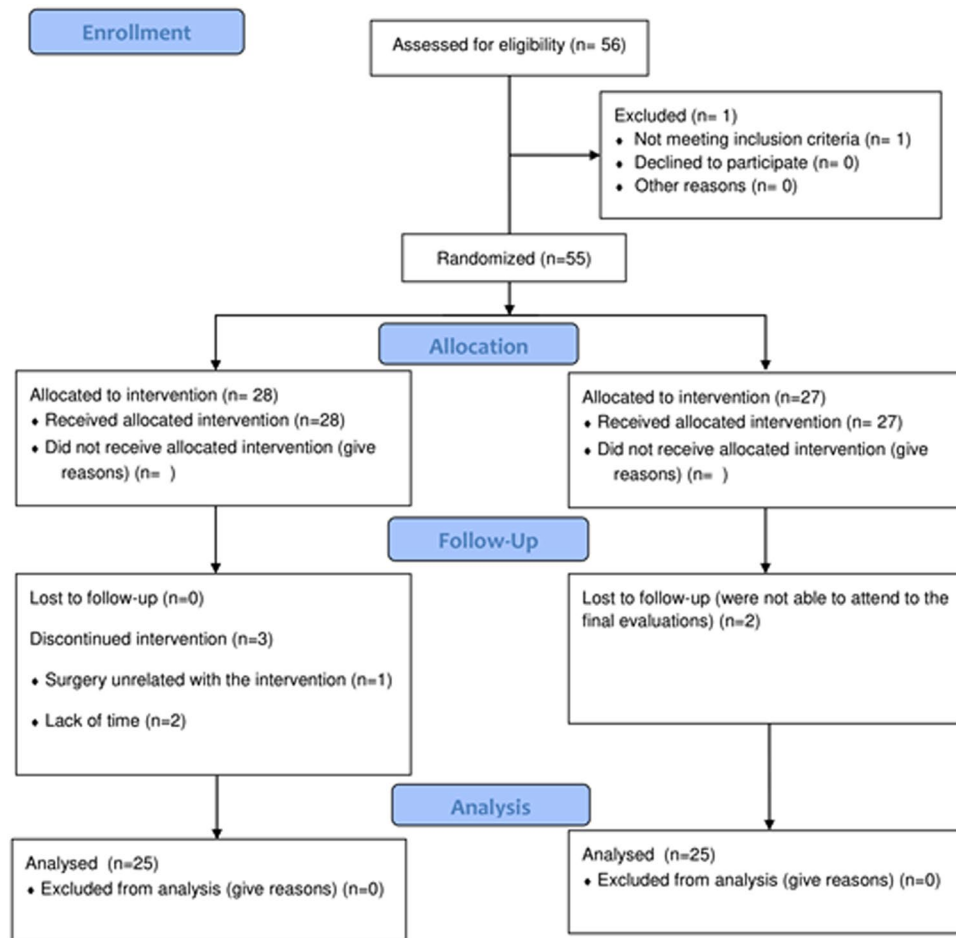 Enrollment
Assessed for eligibility (n= 56)
Excluded (n= 1)
⬧ Not meeting inclusion criteria (n= 1)
⬧ Declined to participate (n= 0)
⬧ Other reasons (n= 0)
Randomized (n=55)
Allocation
Allocated to intervention (n= 28)
⬧ Received allocated intervention (n=28)
⬧ Did not receive allocated intervention (give
reasons) (n=  )
Allocated to intervention (n=27)
⬧ Received allocated intervention (n= 27)
⬧ Did not receive allocated intervention (give
reasons) (n=  )
Follow-Up
Lost to follow-up (n=0)
Discontinued intervention (n=3)
⬧ Surgery unrelated with the intervention (n=1)
⬧ Lack of time (n=2)
Lost to follow-up (were not able to attend to the
final evaluations) (n=2)
Analysis
Analysed  (n=25)
⬧ Excluded from analysis (give reasons) (n=0)
Analysed  (n=25)
⬧ Excluded from analysis (give reasons) (n=0)